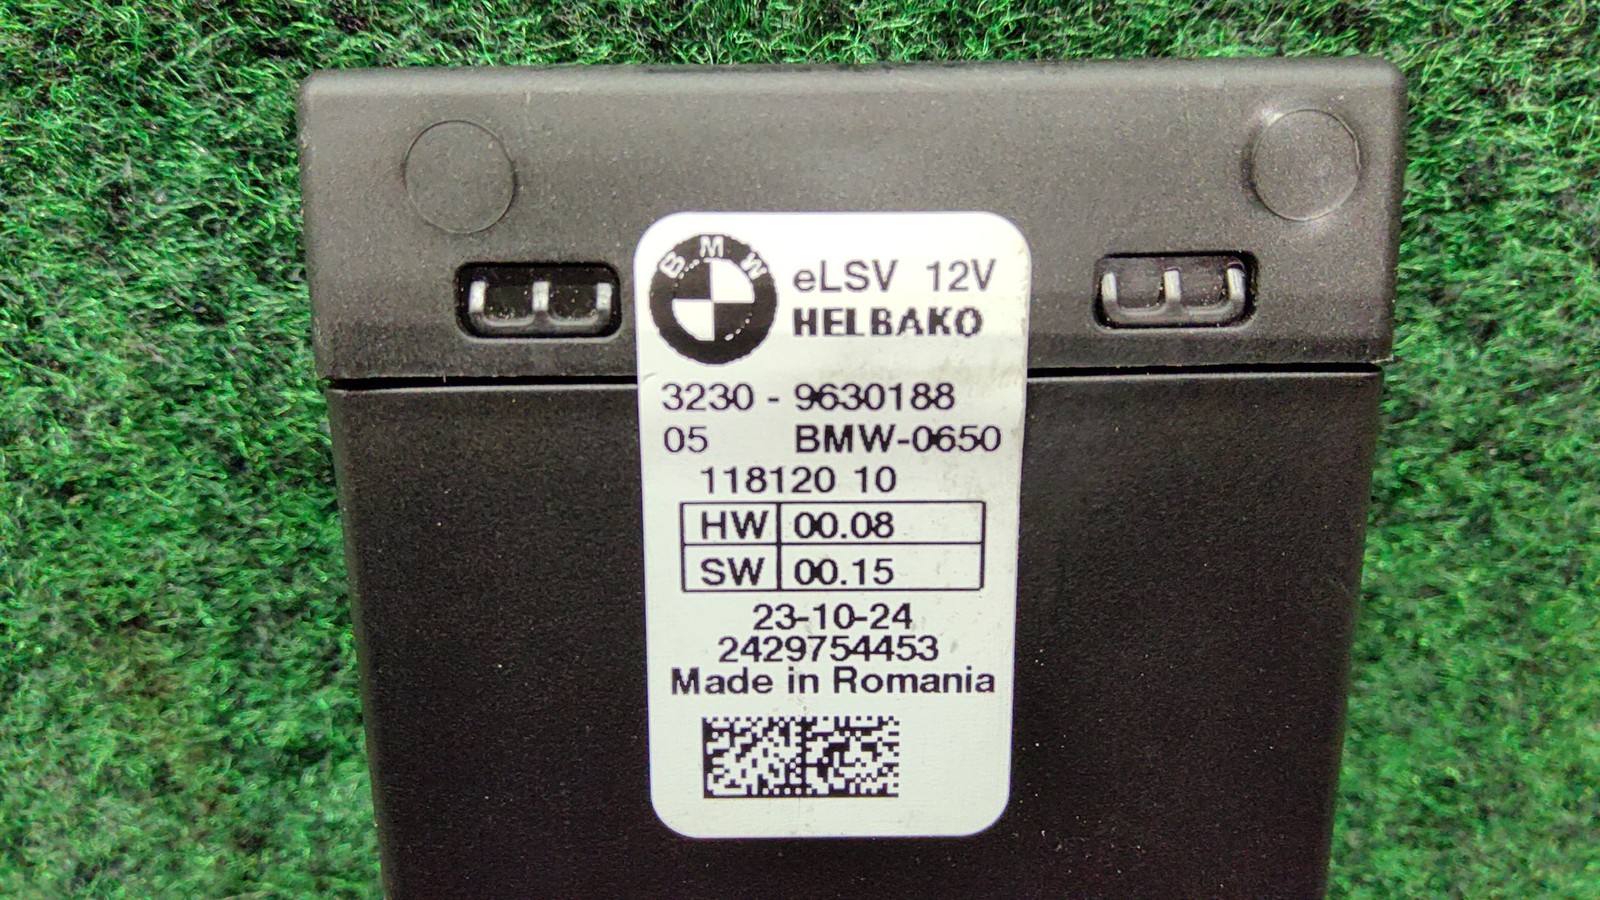 BMW
eLSV 12V
HELBAKO
3230 - 9630188
05 BMW-0650
118120 10
HW 00.08
SW 00.15
23-10-24
2429754453
Made in Romania